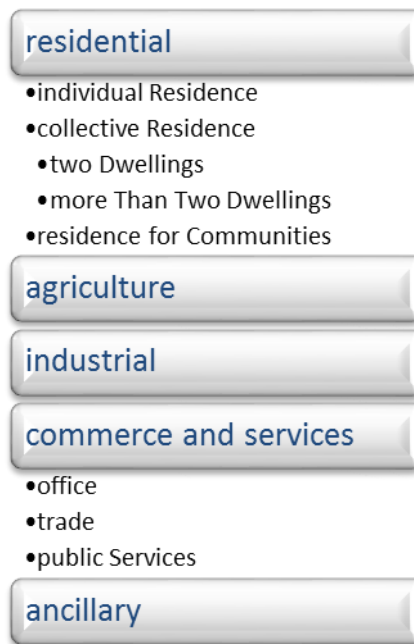 residential
•individual Residence
•collective Residence
•two Dwellings
•more Than Two Dwellings
•residence for Communities
agriculture
industrial
commerce and services
•office
•trade
•public Services
ancillary